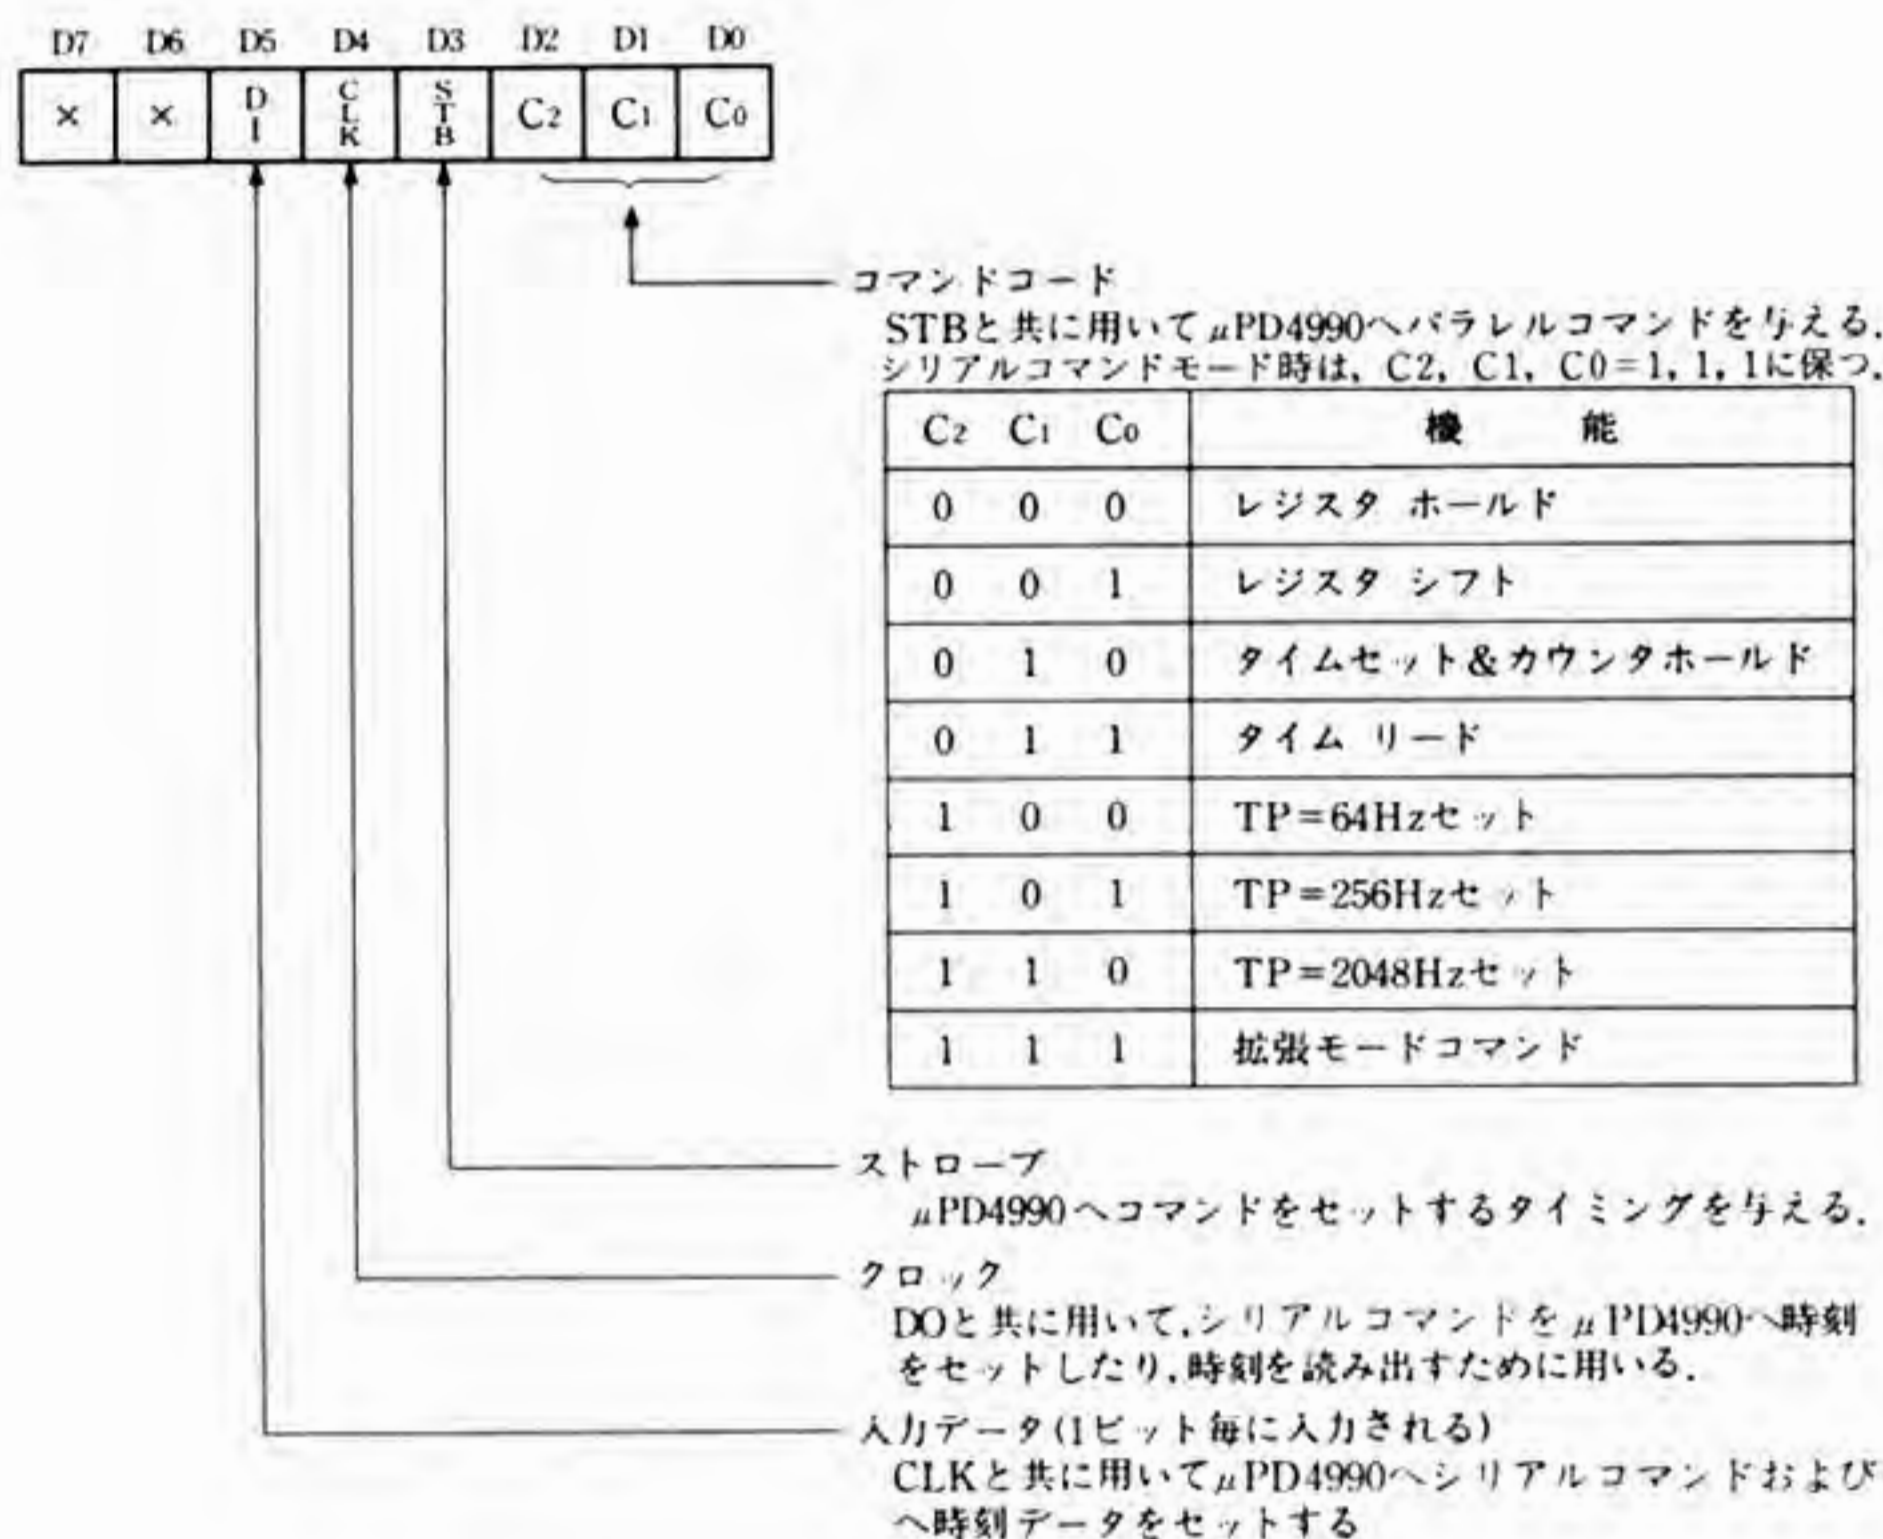 D7 D6 D5 D4 D3 D2 D1 D0
× × DI CLK STB C2 C1 C0
コマンドコード
STBと共に用いてμPD4990へパラレルコマンドを与える.
シリアルコマンドモード時は, C2, C1, C0=1, 1, 1に保つ.
C2 C1 C0 機 能
0 0 0 レジスタ ホールド
0 0 1 レジスタ シフト
0 1 0 タイムセット&カウンタホールド
0 1 1 タイム リード
1 0 0 TP=64Hzセット
1 0 1 TP=256Hzセット
1 1 0 TP=2048Hzセット
1 1 1 拡張モードコマンド
ストローブ
μPD4990へコマンドをセットするタイミングを与える.
クロック
DOと共に用いて,シリアルコマンドをμPD4990へ時刻
をセットしたり,時刻を読み出すために用いる.
入力データ(1ビット毎に入力される)
CLKと共に用いてμPD4990へシリアルコマンドおよび
へ時刻データをセットする